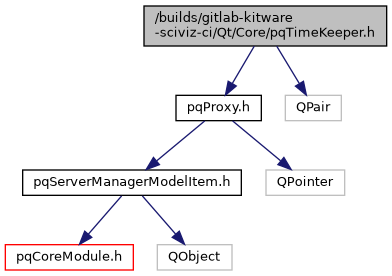 /builds/gitlab-kitware
-sciviz-ci/Qt/Core/pqTimeKeeper.h
pqProxy.h
QPair
pqServerManagerModelItem.h
QPointer
pqCoreModule.h
QObject